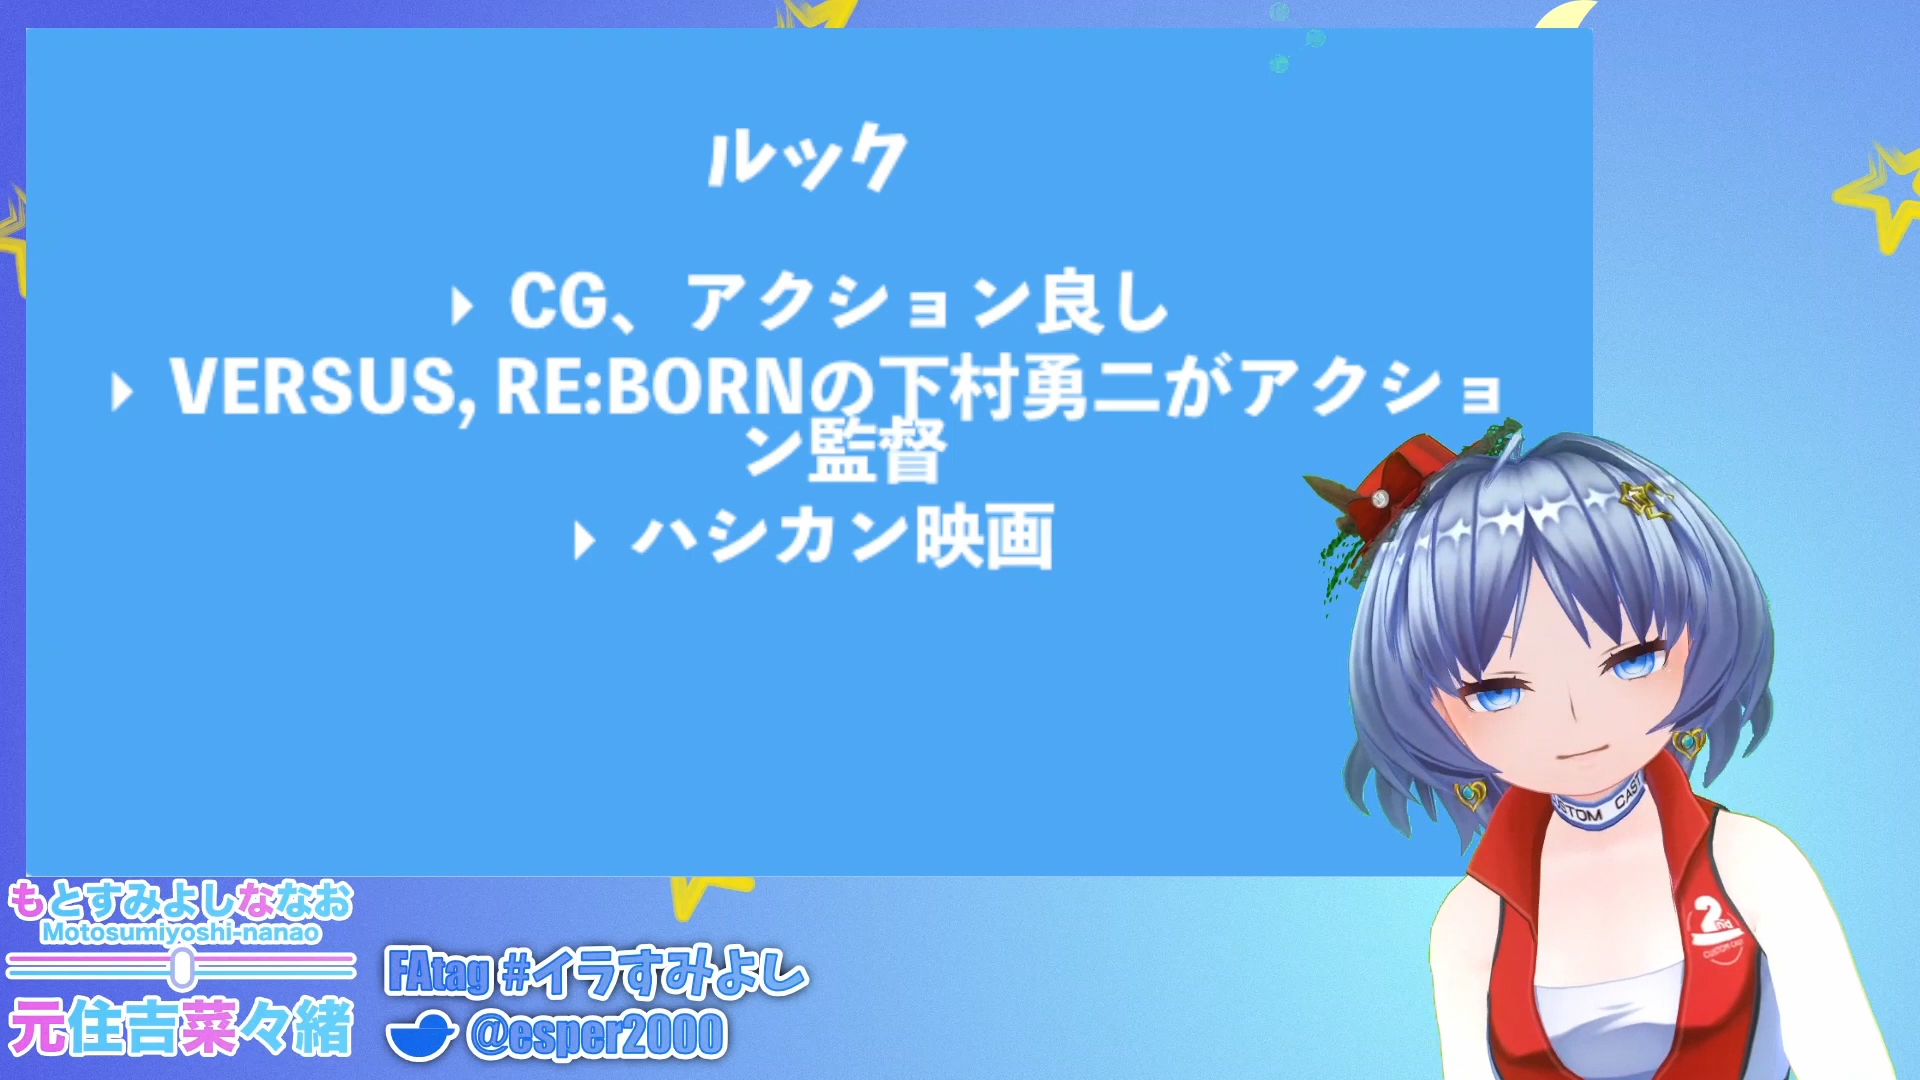 ルック
CG、アクション良し
VERSUS, RE:BORNの下村勇二がアクショ
ン監督
ハシカン映画
もとすみよしななお
Motosumiyoshi-nanao
元住吉菜々緒
FAtag #イラすみよし
@esper2000
STOM CAST
2nd
CUSTOM CAST